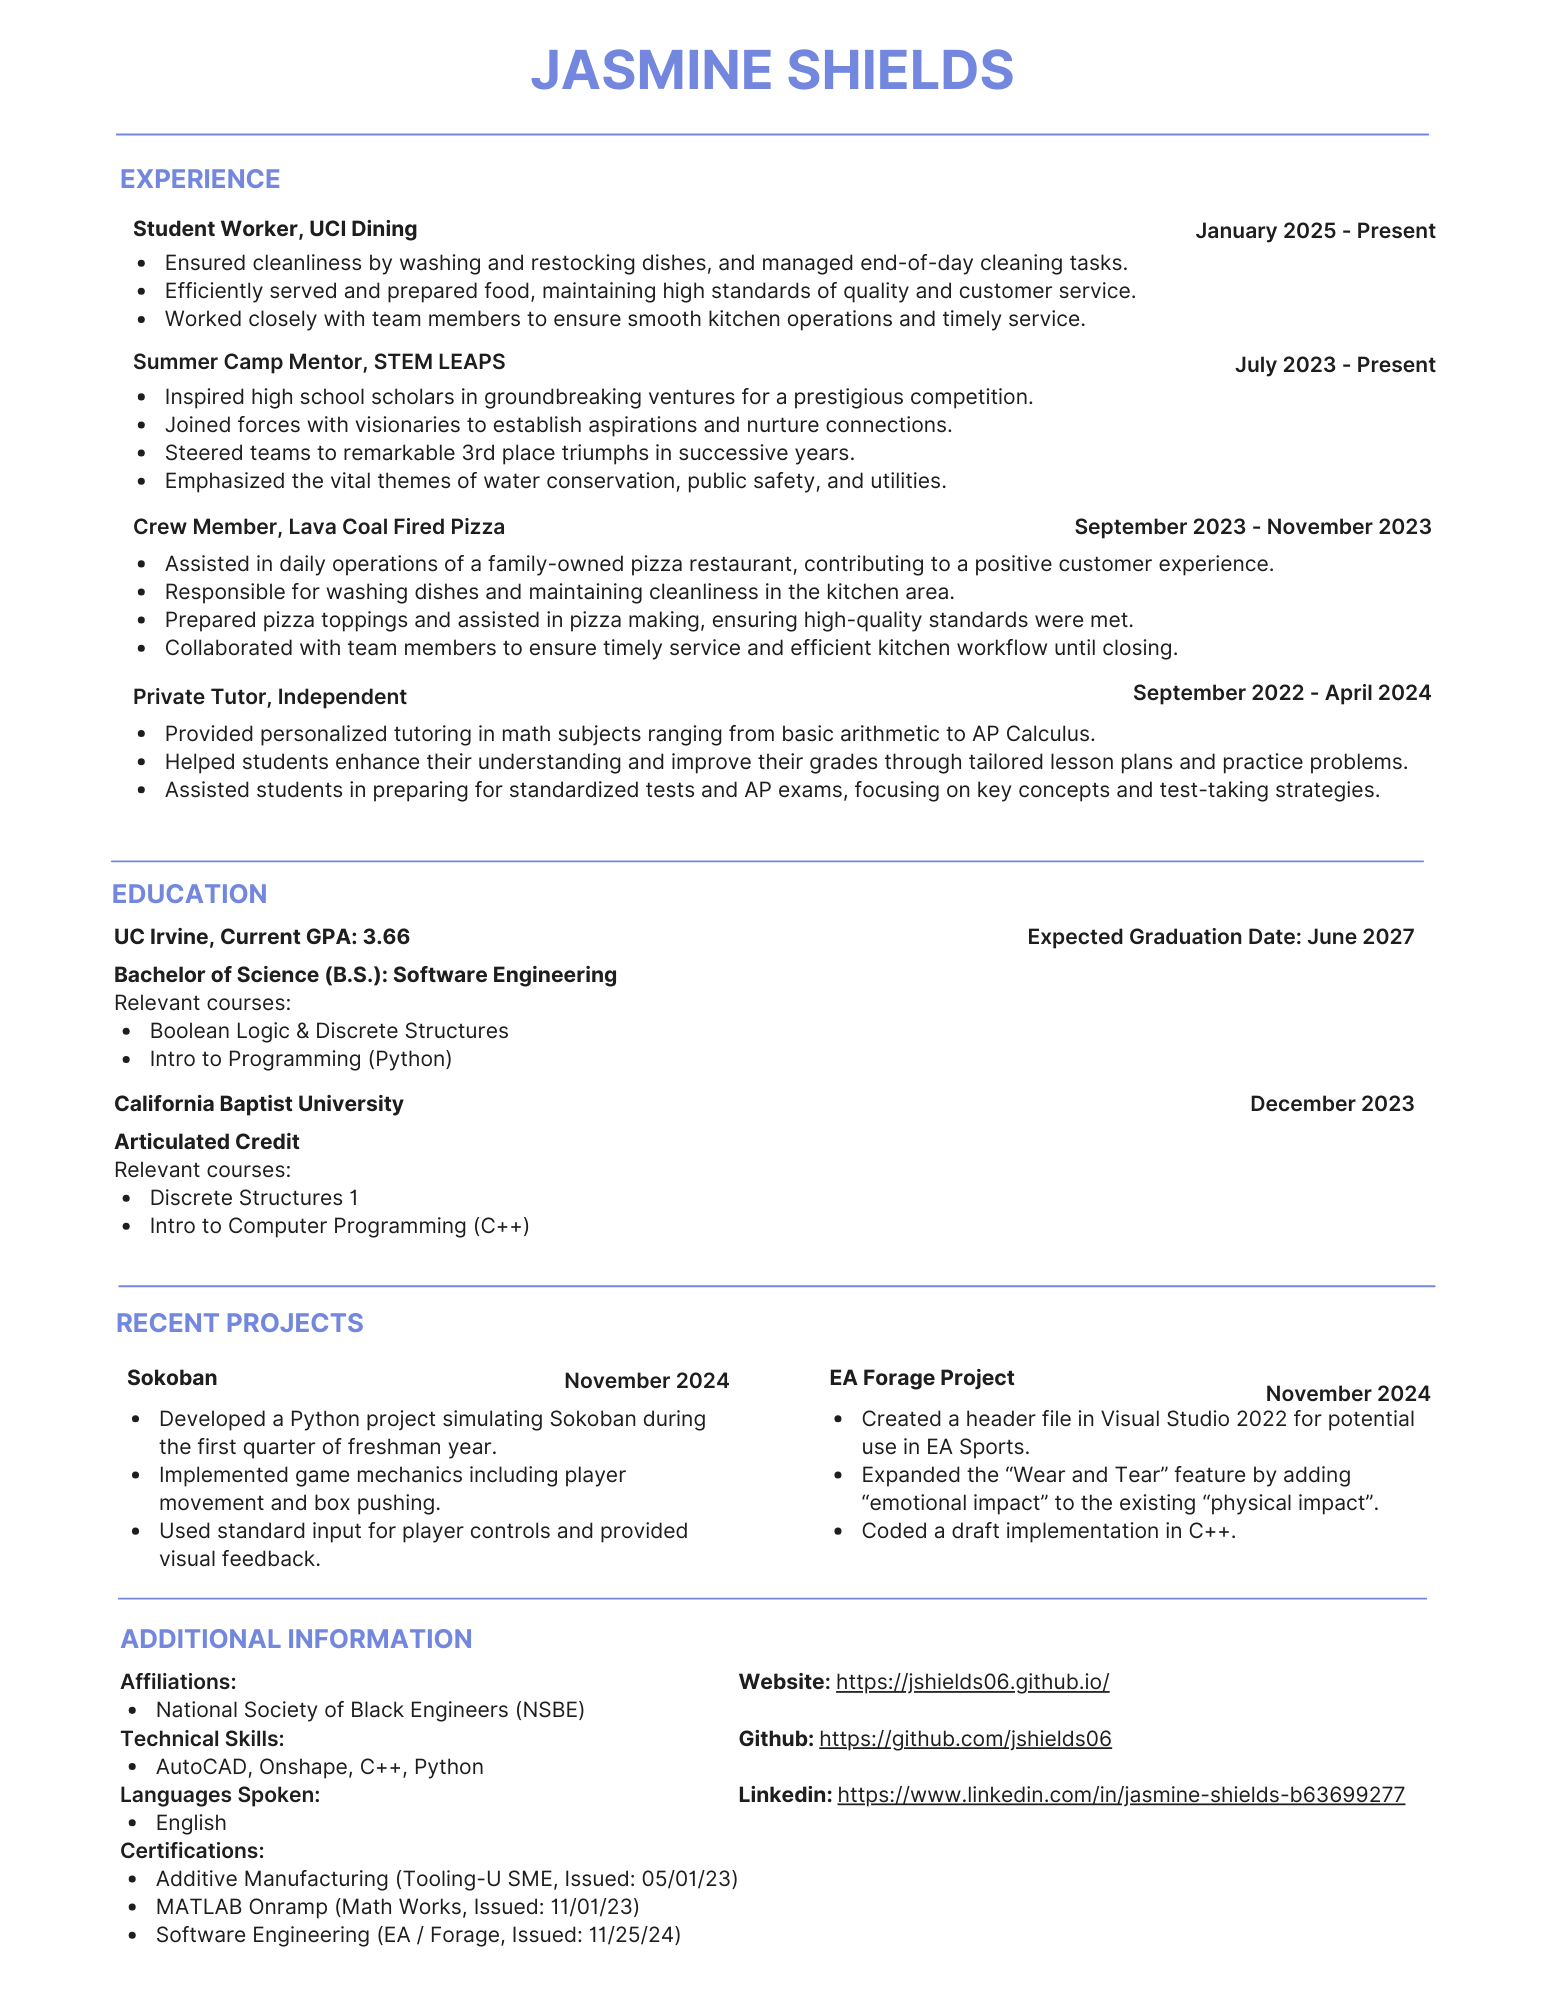 JASMINE SHIELDS
EXPERIENCE
Student Worker, UCI Dining January 2025 - Present
• Ensured cleanliness by washing and restocking dishes, and managed end-of-day cleaning tasks.
• Efficiently served and prepared food, maintaining high standards of quality and customer service.
• Worked closely with team members to ensure smooth kitchen operations and timely service.
Summer Camp Mentor, STEM LEAPS July 2023 - Present
• Inspired high school scholars in groundbreaking ventures for a prestigious competition.
• Joined forces with visionaries to establish aspirations and nurture connections.
• Steered teams to remarkable 3rd place triumphs in successive years.
• Emphasized the vital themes of water conservation, public safety, and utilities.
Crew Member, Lava Coal Fired Pizza September 2023 - November 2023
• Assisted in daily operations of a family-owned pizza restaurant, contributing to a positive customer experience.
• Responsible for washing dishes and maintaining cleanliness in the kitchen area.
• Prepared pizza toppings and assisted in pizza making, ensuring high-quality standards were met.
• Collaborated with team members to ensure timely service and efficient kitchen workflow until closing.
Private Tutor, Independent September 2022 - April 2024
• Provided personalized tutoring in math subjects ranging from basic arithmetic to AP Calculus.
• Helped students enhance their understanding and improve their grades through tailored lesson plans and practice problems.
• Assisted students in preparing for standardized tests and AP exams, focusing on key concepts and test-taking strategies.
EDUCATION
UC Irvine, Current GPA: 3.66 Expected Graduation Date: June 2027
Bachelor of Science (B.S.): Software Engineering
Relevant courses:
• Boolean Logic & Discrete Structures
• Intro to Programming (Python)
California Baptist University December 2023
Articulated Credit
Relevant courses:
• Discrete Structures 1
• Intro to Computer Programming (C++)
RECENT PROJECTS
Sokoban November 2024
• Developed a Python project simulating Sokoban during
the first quarter of freshman year.
• Implemented game mechanics including player
movement and box pushing.
• Used standard input for player controls and provided
visual feedback.
EA Forage Project November 2024
• Created a header file in Visual Studio 2022 for potential
use in EA Sports.
• Expanded the “Wear and Tear” feature by adding
“emotional impact” to the existing “physical impact”.
• Coded a draft implementation in C++.
ADDITIONAL INFORMATION
Affiliations:
• National Society of Black Engineers (NSBE)
Technical Skills:
• AutoCAD, Onshape, C++, Python
Languages Spoken:
• English
Certifications:
• Additive Manufacturing (Tooling-U SME, Issued: 05/01/23)
• MATLAB Onramp (Math Works, Issued: 11/01/23)
• Software Engineering (EA / Forage, Issued: 11/25/24)
Website: https://jshields06.github.io/
Github: https://github.com/jshields06
Linkedin: https://www.linkedin.com/in/jasmine-shields-b63699277